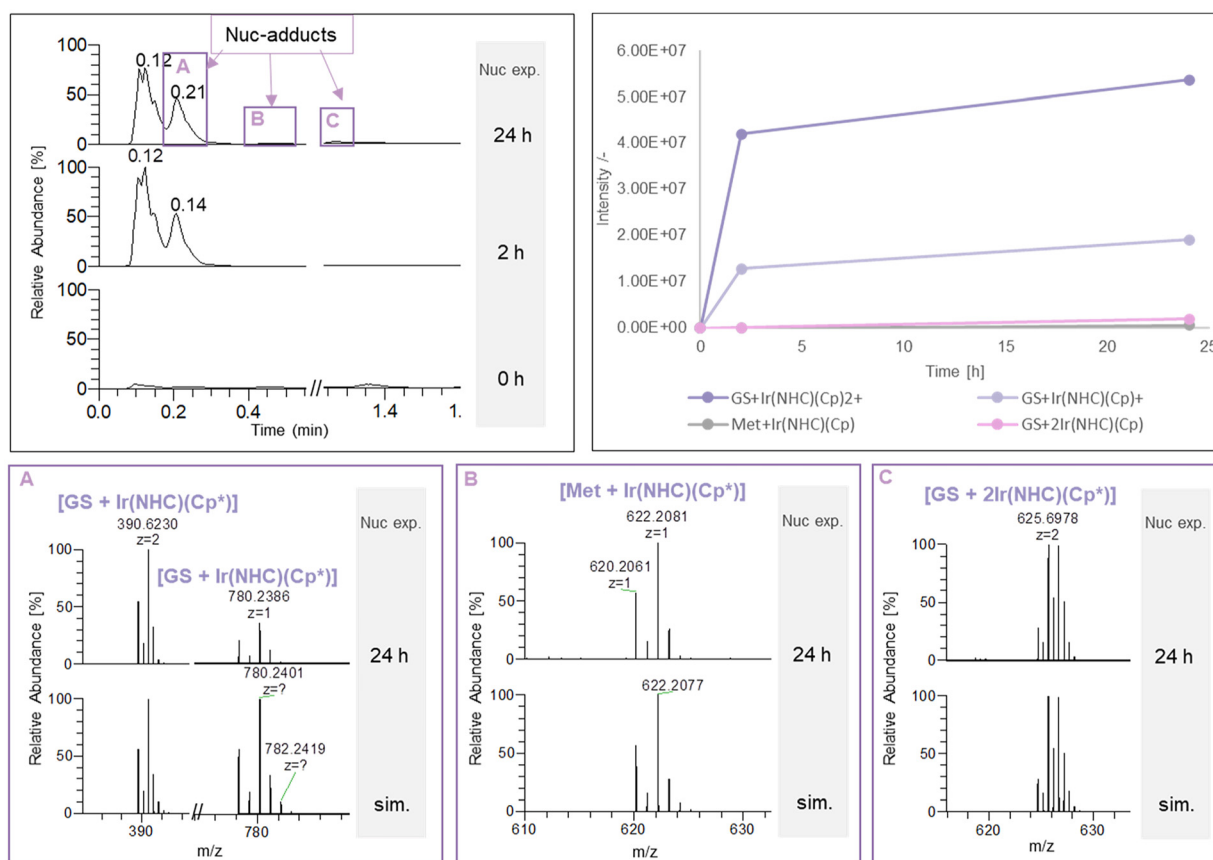 Nuc-adducts
Nuc exp.
100
50
0
0.12
A
0.21
B
C
24 h
100
50
0
0.12
0.14
2 h
100
50
0
0 h
Relative Abundance [%]
0.0 0.2 0.4 // 1.4 1.
Time (min)
6.00E+07
5.00E+07
4.00E+07
3.00E+07
2.00E+07
1.00E+07
0.00E+00
Intensity /-
0 5 10 15 20 25
Time [h]
GS+Ir(NHC)(Cp)2+
GS+Ir(NHC)(Cp)+
Met+Ir(NHC)(Cp)
GS+2Ir(NHC)(Cp)
A
[GS + Ir(NHC)(Cp*)]
390.6230
z=2
[GS + Ir(NHC)(Cp*)]
780.2386
z=1
Nuc exp.
100
50
0
24 h
780.2401
z=?
782.2419
z=?
100
50
0
sim.
Relative Abundance [%]
390 // 780
m/z
B
[Met + Ir(NHC)(Cp*)]
622.2081
z=1
620.2061
z=1
Nuc exp.
100
50
0
24 h
622.2077
100
50
0
sim.
Relative Abundance [%]
610 620 630
m/z
C
[GS + 2Ir(NHC)(Cp*)]
625.6978
z=2
Nuc exp.
100
50
0
24 h
100
50
0
sim.
Relative Abundance [%]
620 630
m/z